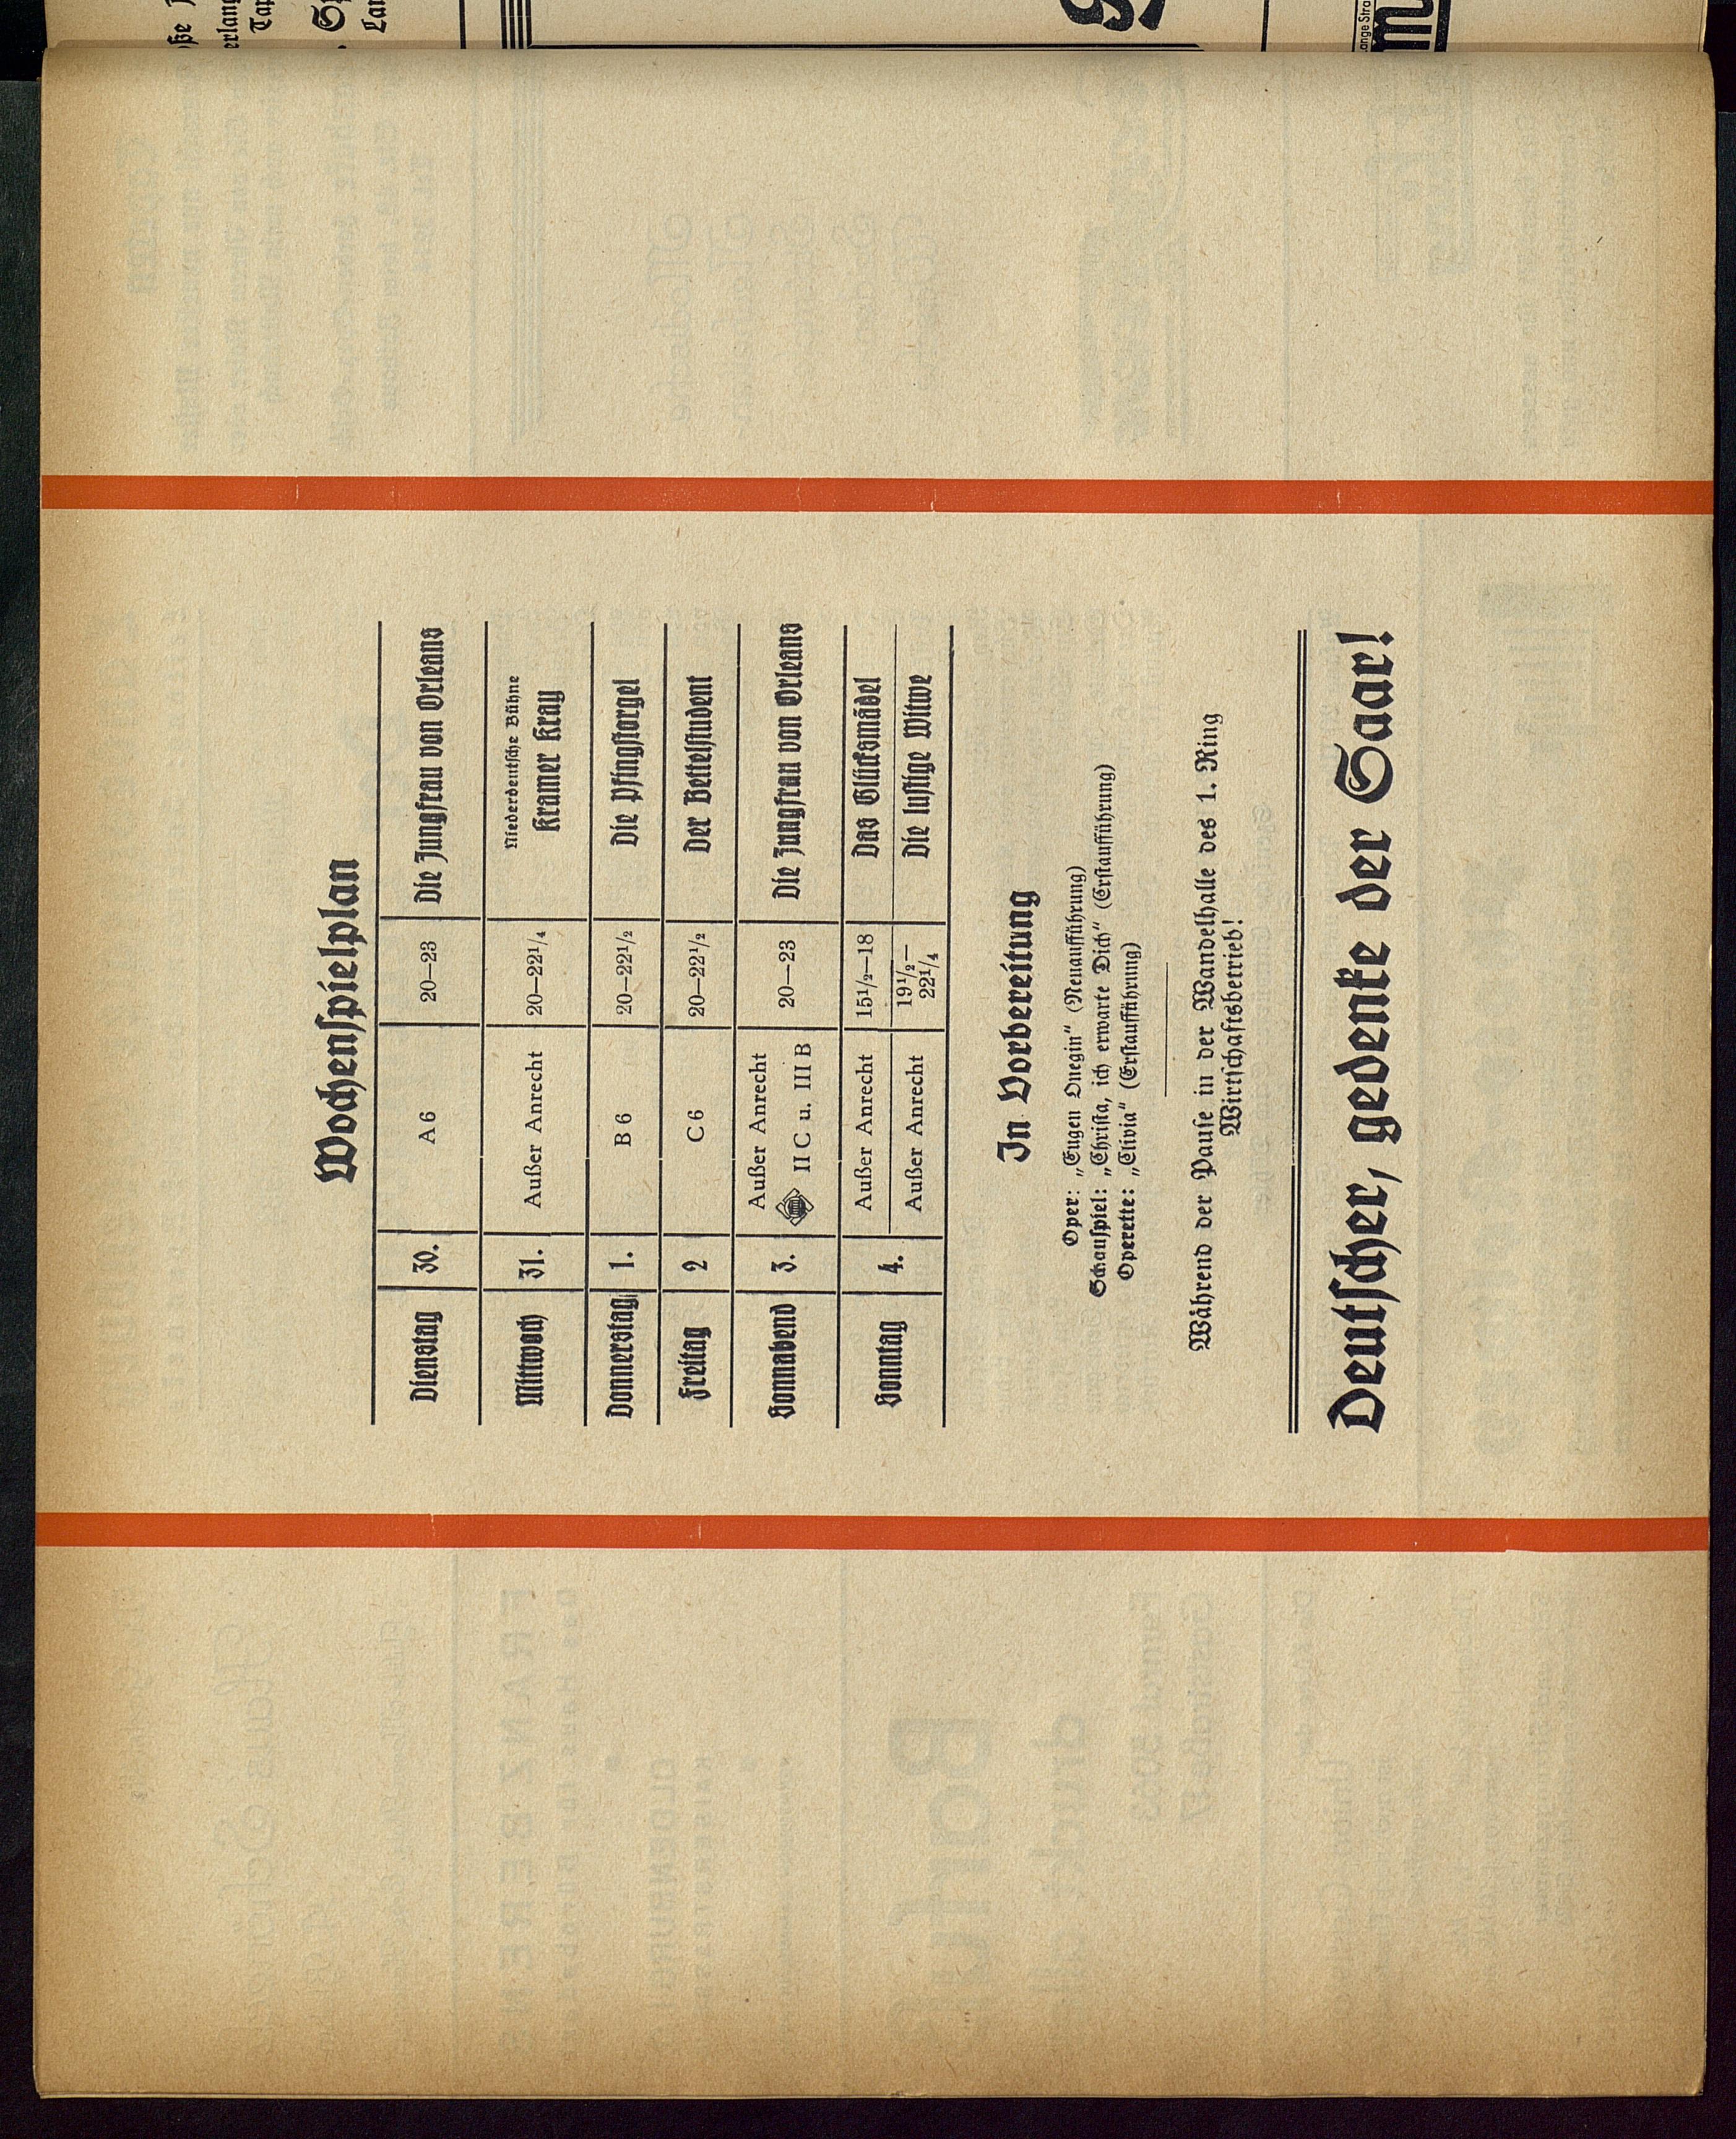 Wochenspielplan
Dienstag 30. A 6 20—23 Die Jungfrau von Orleans
Mittwoch 31. Außer Anrecht 20—22¹/₄ Niederdeutsche Bühne
Kramer Kray
Donnerstag 1. B 6 20—22¹/₂ Die Pfingstorgel
Freitag 2 C 6 20—22¹/₂ Der Bettelstudent
Sonnabend 3. Außer Anrecht
II C u. III B 20—23 Die Jungfrau von Orleans
Sonntag 4. Außer Anrecht 15¹/₂—18 Das Glücksmädel
Außer Anrecht 19¹/₂—
22¹/₄ Die lustige Witwe
In Vorbereitung
Oper: „Eugen Onegin“ (Neuaufführung)
Schauspiel: „Christa, ich erwarte Dich“ (Erstaufführung)
Operette: „Clivia“ (Erstaufführung)
Während der Pause in der Wandelhalle des 1. Ring
Wirtschaftsbetrieb!
Deutscher, gedenke der Saar!